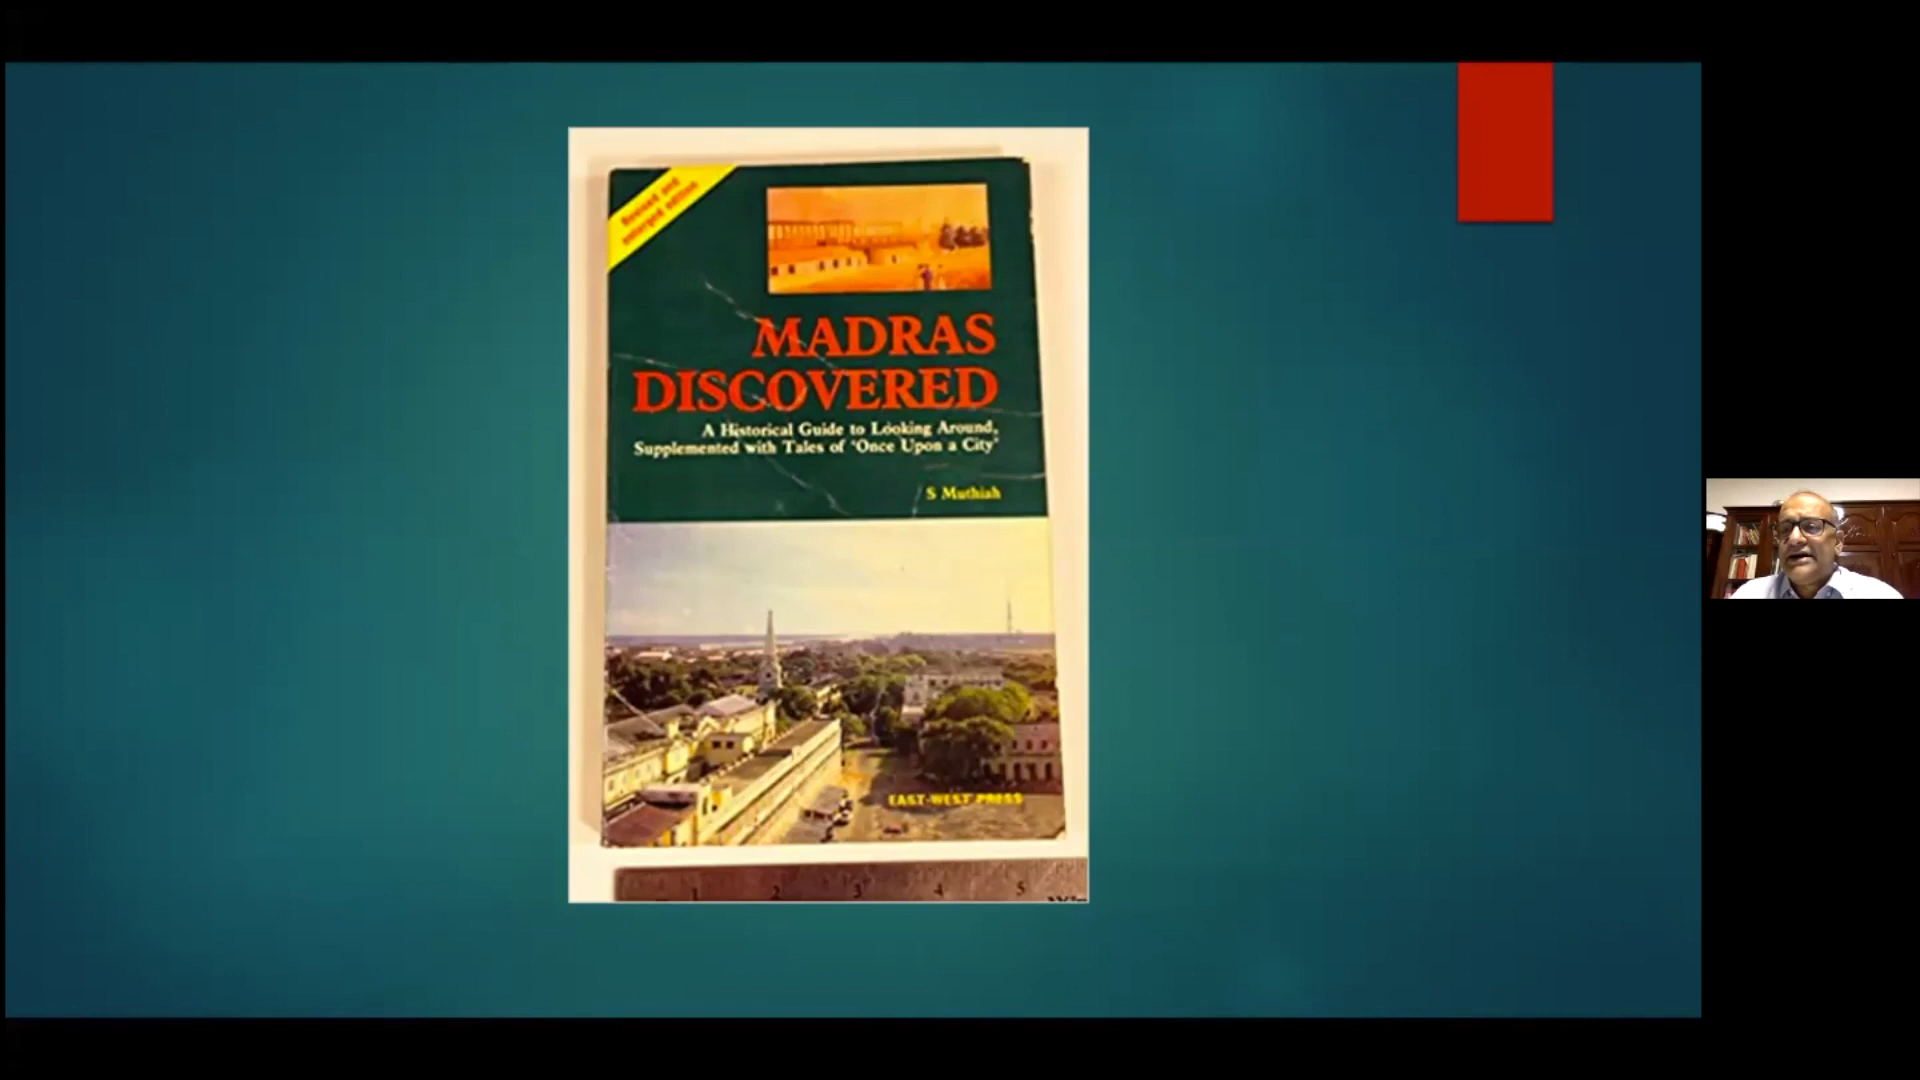 Revised and
enlarged edition
MADRAS
DISCOVERED
A Historical Guide to Looking Around,
Supplemented with Tales of 'Once Upon a City'
S Muthiah
EAST-WEST PRESS
1 2 3 4 5